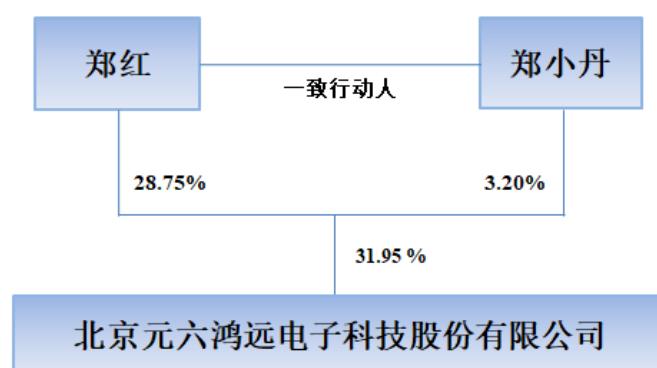 郑红
郑小丹
一致行动人
28.75%
3.20%
31.95 %
北京元六鸿远电子科技股份有限公司